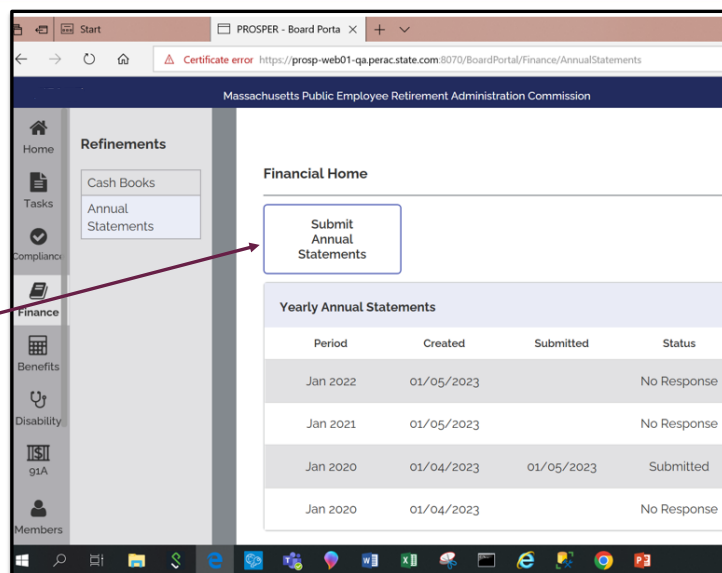 Start
PROSPER - Board Porta
Certificate error https://prosp-web01-qa.perac.state.com:8070/BoardPortal/Finance/AnnualStatements
Massachusetts Public Employee Retirement Administration Commission
Home
Tasks
Compliance
Finance
Benefits
Disability
91A
Members
Refinements
Cash Books
Annual
Statements
Financial Home
Submit
Annual
Statements
Yearly Annual Statements
Period Created Submitted Status
Jan 2022 01/05/2023 No Response
Jan 2021 01/05/2023 No Response
Jan 2020 01/04/2023 01/05/2023 Submitted
Jan 2020 01/04/2023 No Response